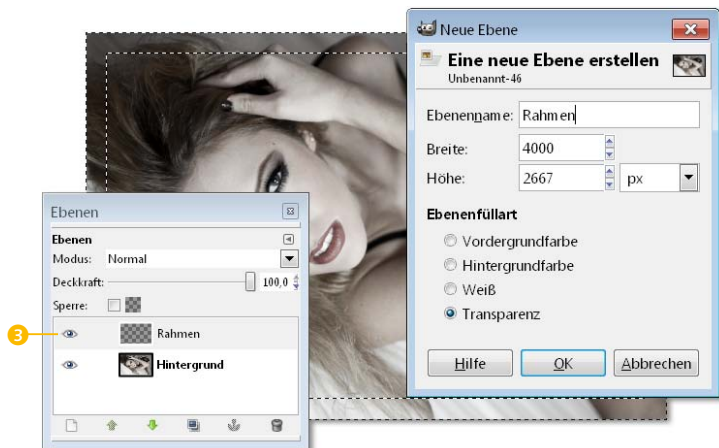 Neue Ebene
Eine neue Ebene erstellen
Unbenannt-46
Ebenenname: Rahmen
Breite: 4000
Höhe: 2667 px
Ebenenfüllart
Vordergrundfarbe
Hintergrundfarbe
Weiß
Transparenz
Hilfe OK Abbrechen
Ebenen
Ebenen
Modus: Normal
Deckkraft: 100,0
Sperre:
3 Rahmen
Hintergrund